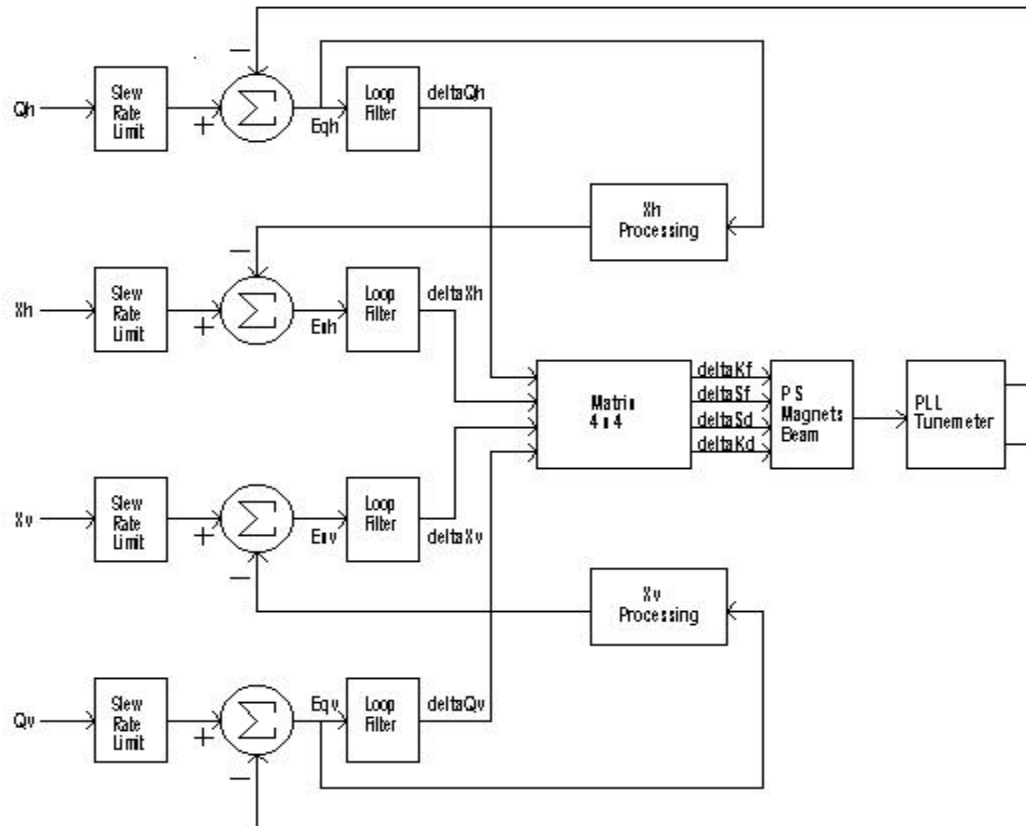 Qh
Slew
Rate
Limit
−
+
Σ
Eqh
Loop
Filter
deltaQh
Xh
Processing
Xh
Slew
Rate
Limit
−
+
Σ
Exh
Loop
Filter
deltaXh
Matrix
4x4
deltaKf
deltaSf
deltaSd
deltaKd
PS
Magnets
Beam
PLL
Tunemeter
Xv
Slew
Rate
Limit
+
−
Σ
Exv
Loop
Filter
deltaXv
Xv
Processing
Qv
Slew
Rate
Limit
+
−
Σ
Eqv
Loop
Filter
deltaQv